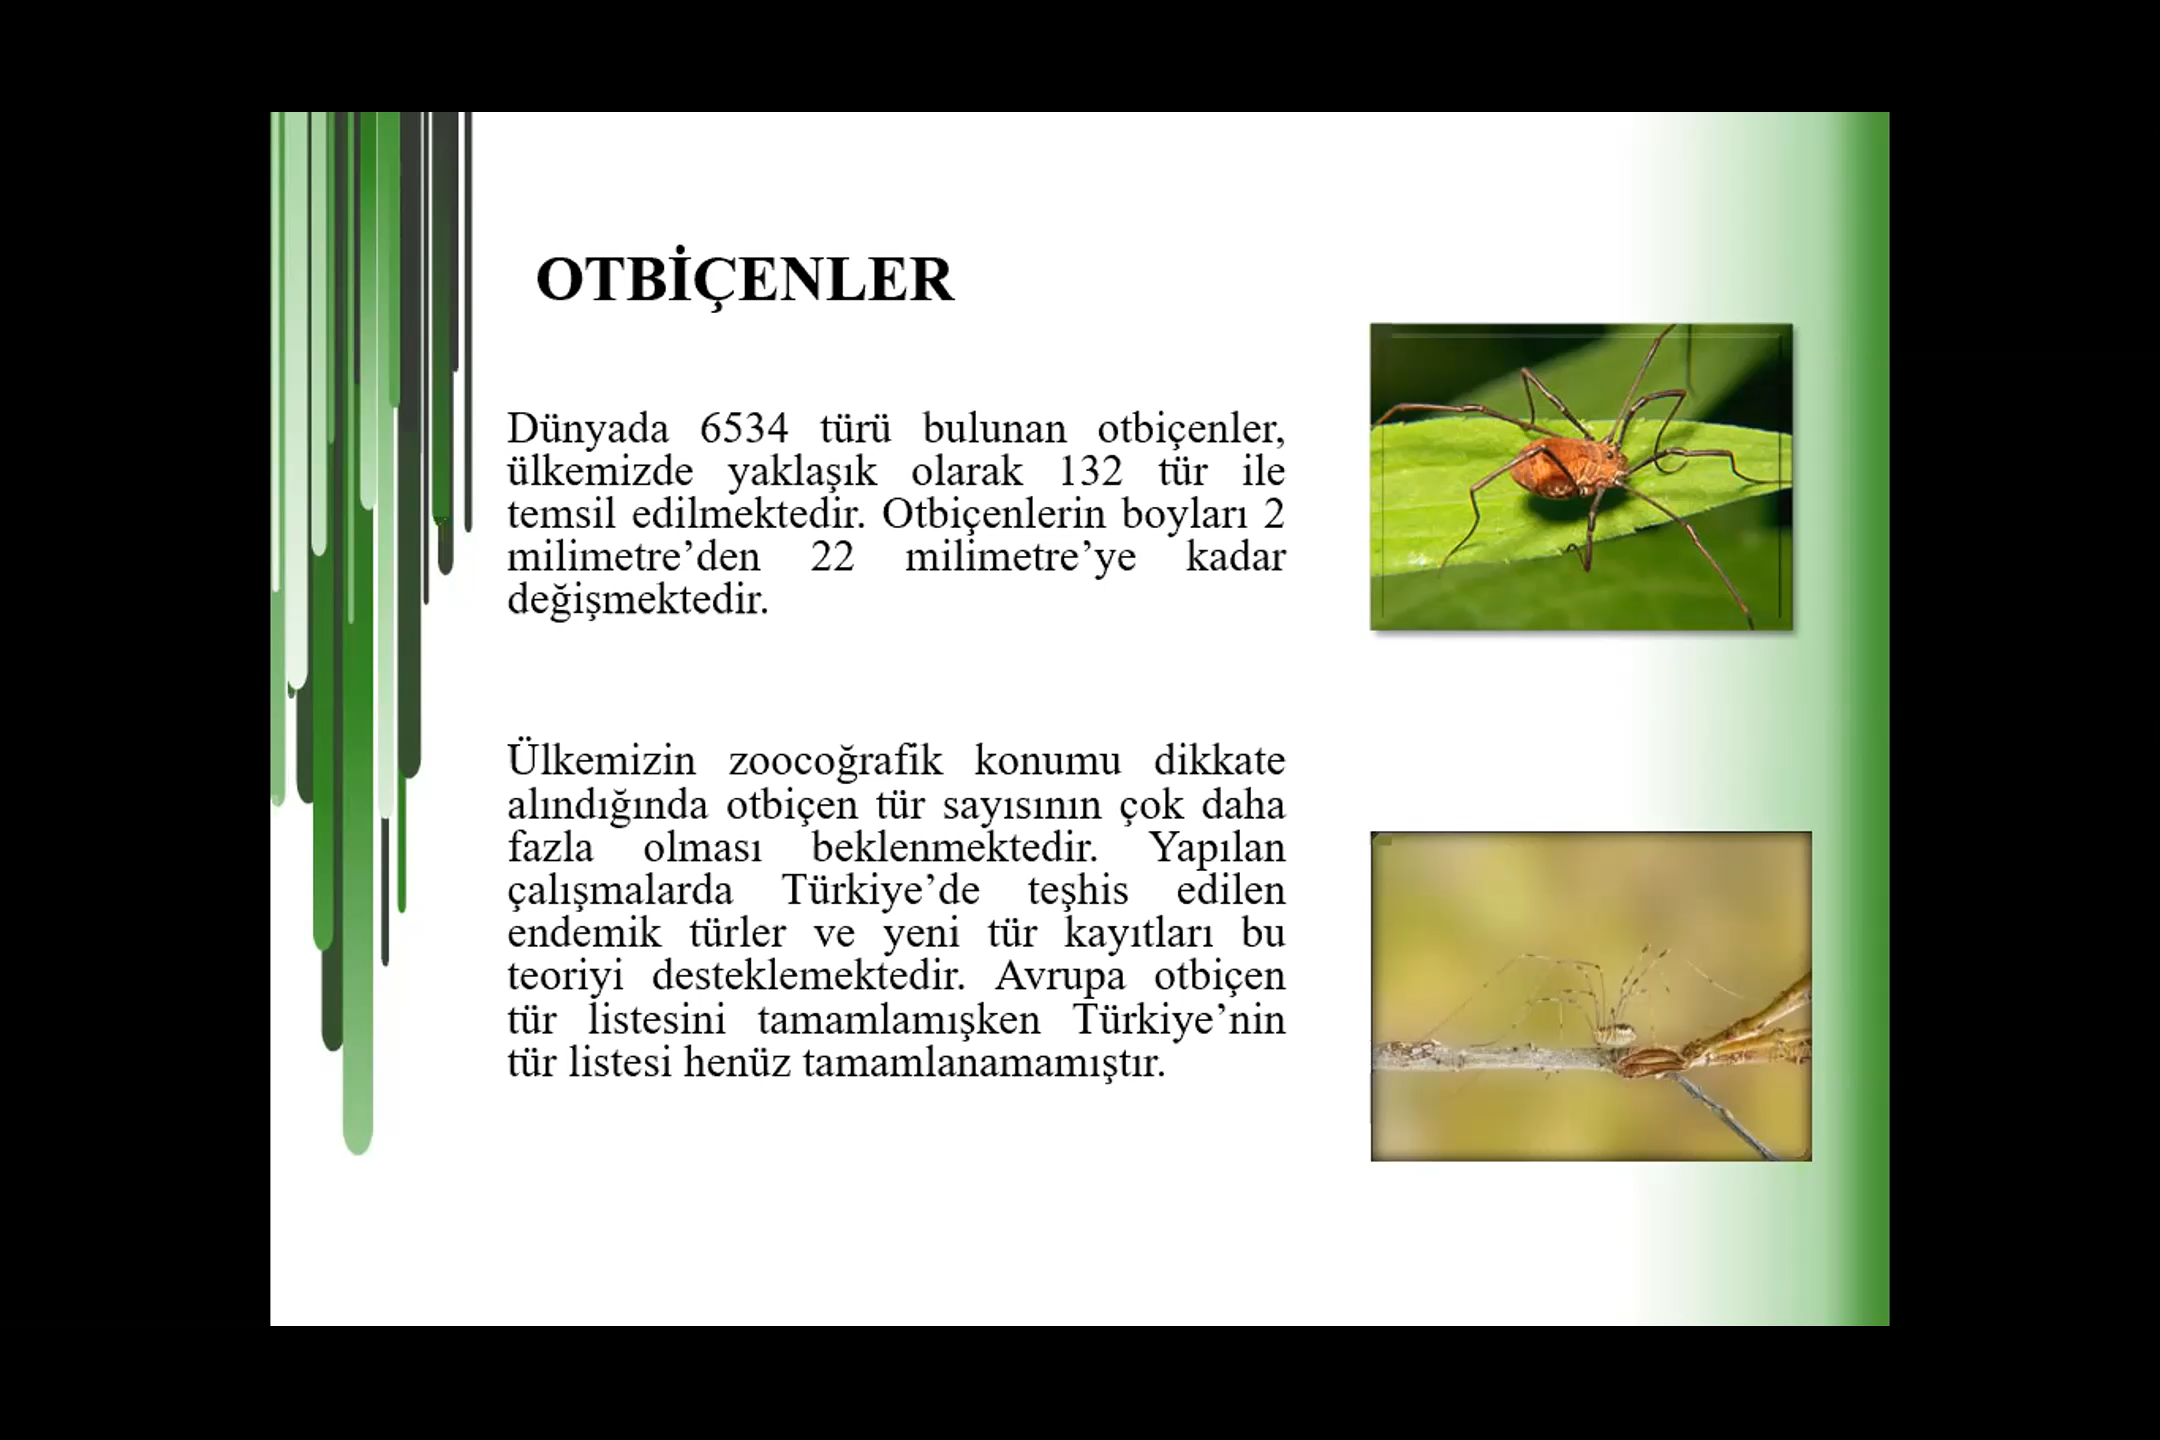 OTBİÇENLER
Dünyada 6534 türü bulunan otbiçenler,
ülkemizde yaklaşık olarak 132 tür ile
temsil edilmektedir. Otbiçenlerin boyları 2
milimetre’den 22 milimetre’ye kadar
değişmektedir.
Ülkemizin zoocoğrafik konumu dikkate
alındığında otbiçen tür sayısının çok daha
fazla olması beklenmektedir. Yapılan
çalışmalarda Türkiye’de teşhis edilen
endemik türler ve yeni tür kayıtları bu
teoriyi desteklemektedir. Avrupa otbiçen
tür listesini tamamlamışken Türkiye’nin
tür listesi henüz tamamlanamamıştır.